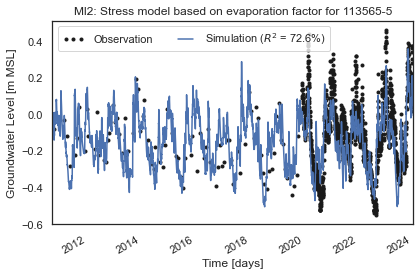 MI2: Stress model based on evaporation factor for 113565-5
Observation
Simulation (R² = 72.6%)
Groundwater Level [m MSL]
0.4
0.2
0.0
−0.2
−0.4
−0.6
2012
2014
2016
2018
2020
2022
2024
Time [days]